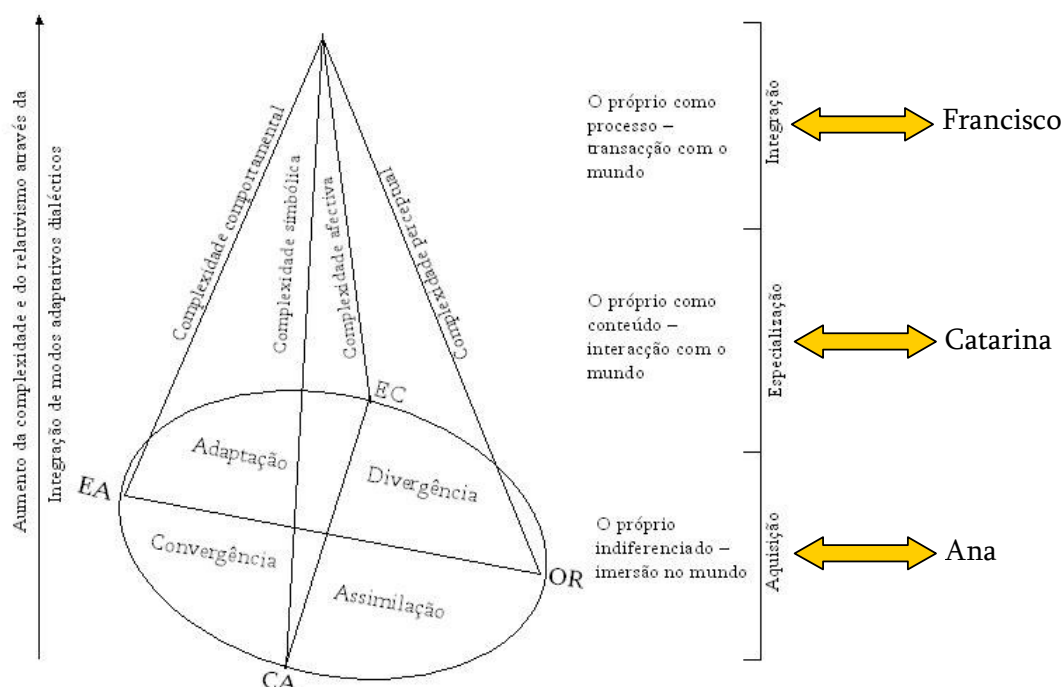 Aumento da complexidade e do relativismo através da
Integração de modos adaptativos dialécticos
Complexidade comportamental
Complexidade simbólica
Complexidade afectiva
Complexidade perceptual
EC
EA
Adaptação
Divergência
Convergência
Assimilação
OR
CA
O próprio como
processo –
transacção com o
mundo
Integração
Francisco
O próprio como
conteúdo –
interacção com o
mundo
Especialização
Catarina
O próprio
indiferenciado –
imersão no mundo
Aquisição
Ana